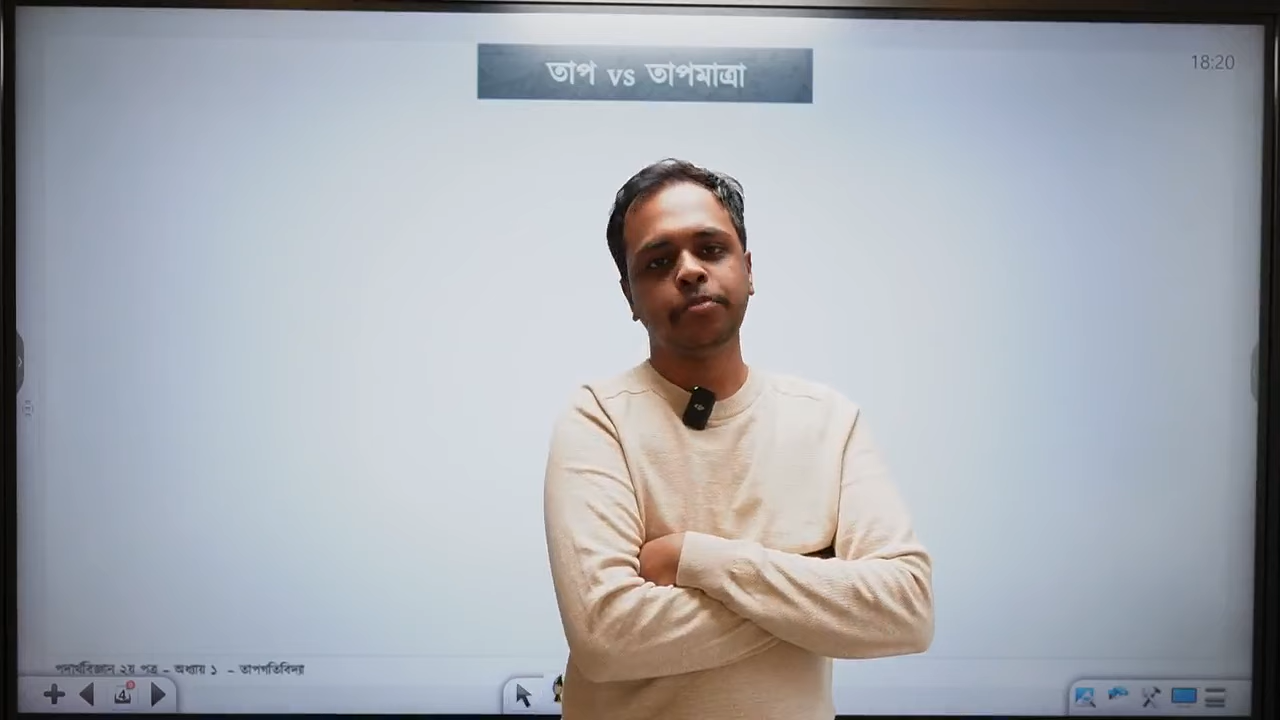 তাপ vs তাপমাত্রা
18:20
পদার্থবিজ্ঞান ২য় পত্র - অধ্যায় ১ - তাপগতিবিদ্যা
4